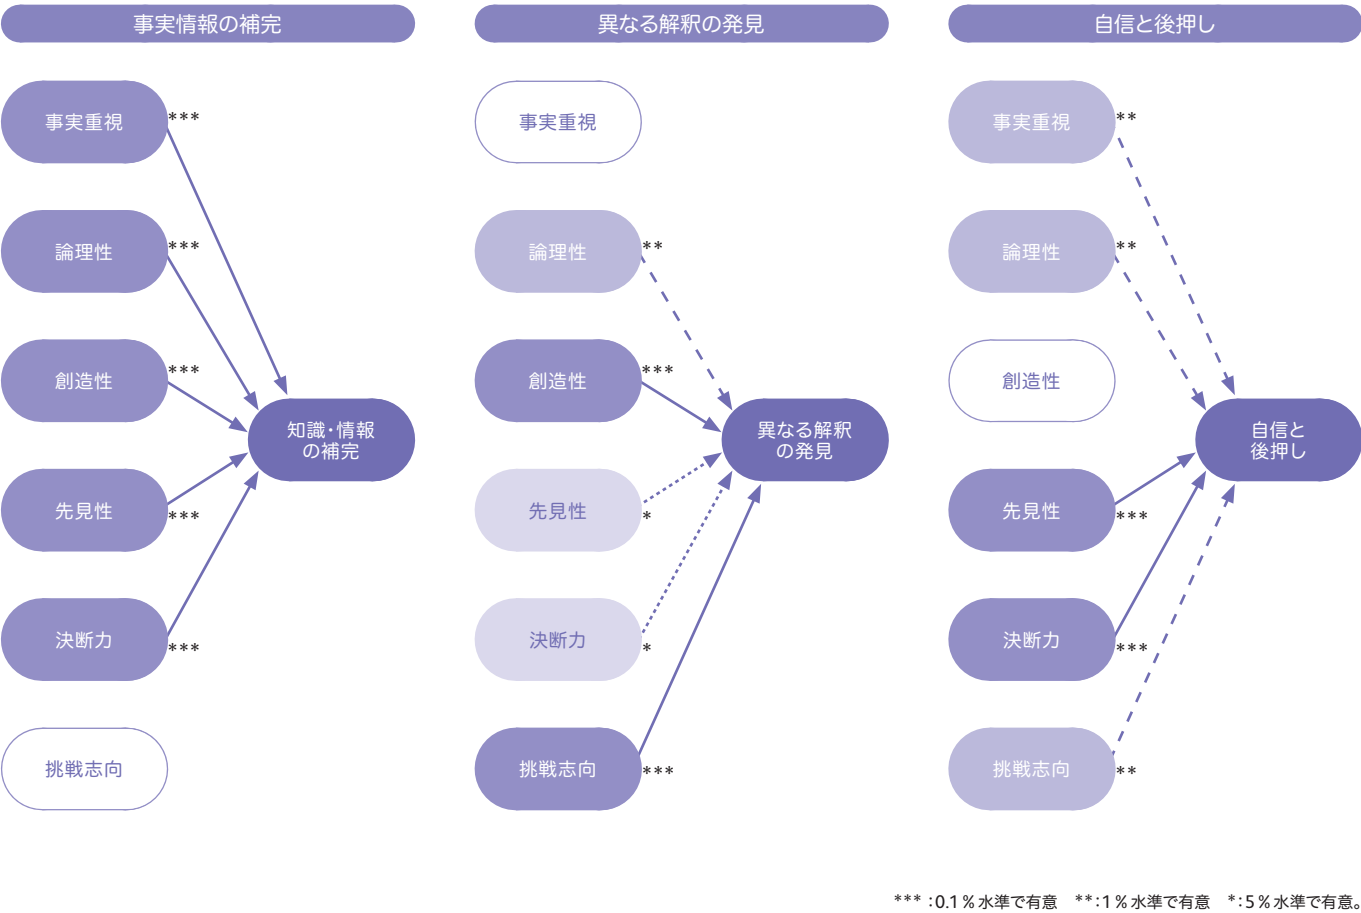 事実情報の補完
事実重視
***
論理性
***
創造性
***
知識・情報
の補完
先見性
***
決断力
***
挑戦志向
異なる解釈の発見
事実重視
論理性
**
創造性
***
異なる解釈
の発見
先見性
*
決断力
*
挑戦志向
***
自信と後押し
事実重視
**
論理性
**
創造性
自信と
後押し
先見性
***
決断力
***
挑戦志向
**
***：0.1％水準で有意　**：1％水準で有意　*：5％水準で有意。